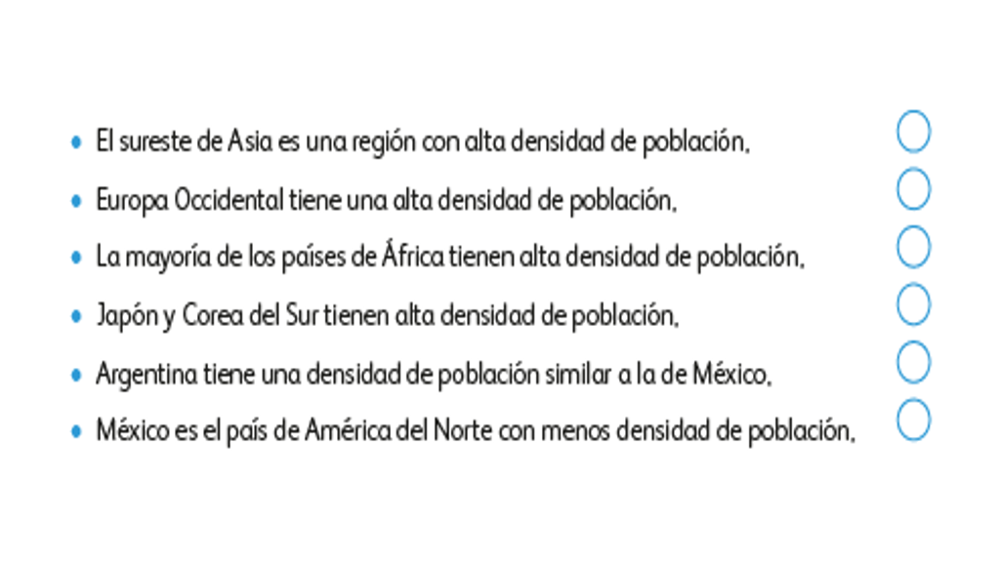 • El sureste de Asia es una región con alta densidad de población.
• Europa Occidental tiene una alta densidad de población.
• La mayoría de los países de África tienen alta densidad de población.
• Japón y Corea del Sur tienen alta densidad de población.
• Argentina tiene una densidad de población similar a la de México.
• México es el país de América del Norte con menos densidad de población.